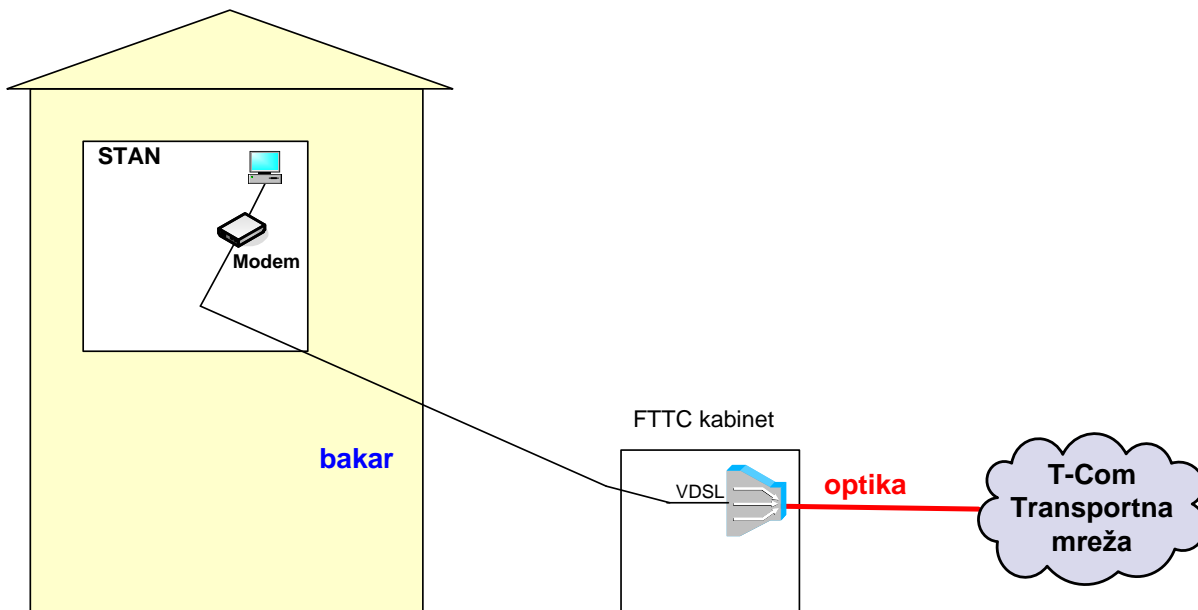 STAN
Modem
FTTC kabinet
bakar
VDSL
optika
T-Com
Transportna
mreža